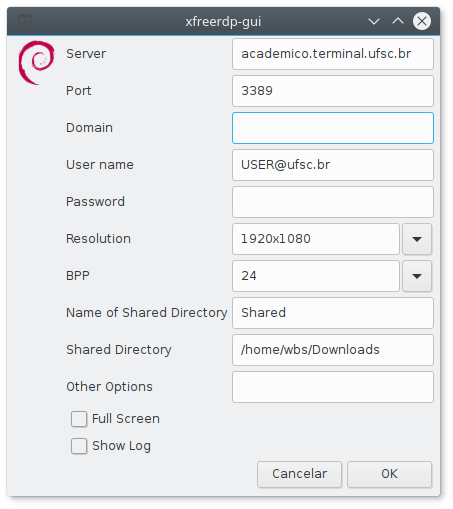 xfreerdp-gui
Server academico.terminal.ufsc.br
Port 3389
Domain
User name USER@ufsc.br
Password
Resolution 1920x1080
BPP 24
Name of Shared Directory Shared
Shared Directory /home/wbs/Downloads
Other Options
Full Screen
Show Log
Cancelar OK